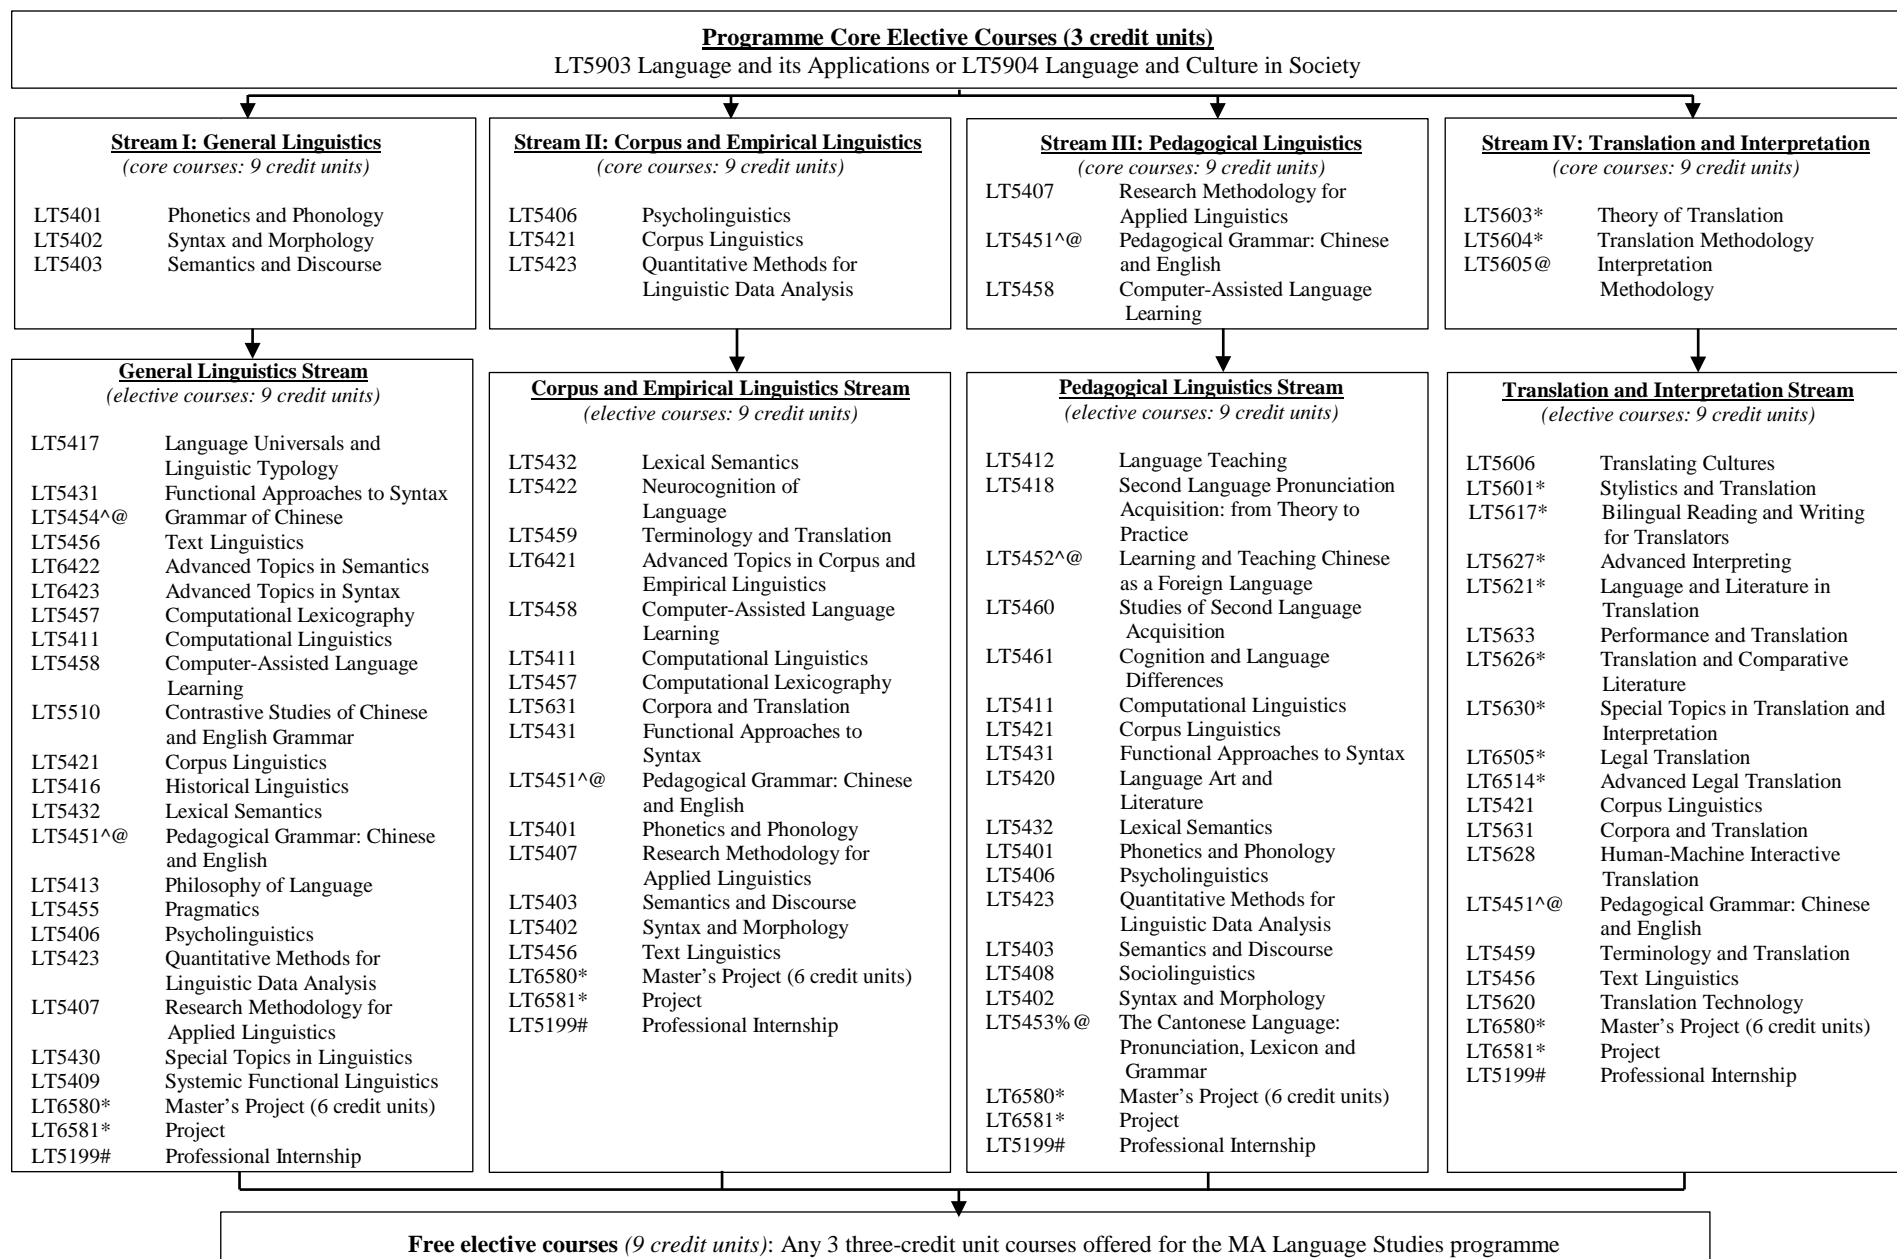 Programme Core Elective Courses (3 credit units)
LT5903 Language and its Applications or LT5904 Language and Culture in Society
Stream I: General Linguistics
(core courses: 9 credit units)
LT5401 Phonetics and Phonology
LT5402 Syntax and Morphology
LT5403 Semantics and Discourse
Stream II: Corpus and Empirical Linguistics
(core courses: 9 credit units)
LT5406 Psycholinguistics
LT5421 Corpus Linguistics
LT5423 Quantitative Methods for
Linguistic Data Analysis
Stream III: Pedagogical Linguistics
(core courses: 9 credit units)
LT5407 Research Methodology for
Applied Linguistics
LT5451^@ Pedagogical Grammar: Chinese
and English
LT5458 Computer-Assisted Language
Learning
Stream IV: Translation and Interpretation
(core courses: 9 credit units)
LT5603* Theory of Translation
LT5604* Translation Methodology
LT5605@ Interpretation
Methodology
General Linguistics Stream
(elective courses: 9 credit units)
LT5417 Language Universals and
Linguistic Typology
LT5431 Functional Approaches to Syntax
LT5454^@ Grammar of Chinese
LT5456 Text Linguistics
LT6422 Advanced Topics in Semantics
LT6423 Advanced Topics in Syntax
LT5457 Computational Lexicography
LT5411 Computational Linguistics
LT5458 Computer-Assisted Language
Learning
LT5510 Contrastive Studies of Chinese
and English Grammar
LT5421 Corpus Linguistics
LT5416 Historical Linguistics
LT5432 Lexical Semantics
LT5451^@ Pedagogical Grammar: Chinese
and English
LT5413 Philosophy of Language
LT5455 Pragmatics
LT5406 Psycholinguistics
LT5423 Quantitative Methods for
Linguistic Data Analysis
LT5407 Research Methodology for
Applied Linguistics
LT5430 Special Topics in Linguistics
LT5409 Systemic Functional Linguistics
LT6580* Master’s Project (6 credit units)
LT6581* Project
LT5199# Professional Internship
Corpus and Empirical Linguistics Stream
(elective courses: 9 credit units)
LT5432 Lexical Semantics
LT5422 Neurocognition of
Language
LT5459 Terminology and Translation
LT6421 Advanced Topics in Corpus and
Empirical Linguistics
LT5458 Computer-Assisted Language
Learning
LT5411 Computational Linguistics
LT5457 Computational Lexicography
LT5631 Corpora and Translation
LT5431 Functional Approaches to
Syntax
LT5451^@ Pedagogical Grammar: Chinese
and English
LT5401 Phonetics and Phonology
LT5407 Research Methodology for
Applied Linguistics
LT5403 Semantics and Discourse
LT5402 Syntax and Morphology
LT5456 Text Linguistics
LT6580* Master’s Project (6 credit units)
LT6581* Project
LT5199# Professional Internship
Pedagogical Linguistics Stream
(elective courses: 9 credit units)
LT5412 Language Teaching
LT5418 Second Language Pronunciation
Acquisition: from Theory to
Practice
LT5452^@ Learning and Teaching Chinese
as a Foreign Language
LT5460 Studies of Second Language
Acquisition
LT5461 Cognition and Language
Differences
LT5411 Computational Linguistics
LT5421 Corpus Linguistics
LT5431 Functional Approaches to Syntax
LT5420 Language Art and
Literature
LT5432 Lexical Semantics
LT5401 Phonetics and Phonology
LT5406 Psycholinguistics
LT5423 Quantitative Methods for
Linguistic Data Analysis
LT5403 Semantics and Discourse
LT5408 Sociolinguistics
LT5402 Syntax and Morphology
LT5453%@ The Cantonese Language:
Pronunciation, Lexicon and
Grammar
LT6580* Master’s Project (6 credit units)
LT6581* Project
LT5199# Professional Internship
Translation and Interpretation Stream
(elective courses: 9 credit units)
LT5606 Translating Cultures
LT5601* Stylistics and Translation
LT5617* Bilingual Reading and Writing
for Translators
LT5627* Advanced Interpreting
LT5621* Language and Literature in
Translation
LT5633 Performance and Translation
LT5626* Translation and Comparative
Literature
LT5630* Special Topics in Translation and
Interpretation
LT6505* Legal Translation
LT6514* Advanced Legal Translation
LT5421 Corpus Linguistics
LT5631 Corpora and Translation
LT5628 Human-Machine Interactive
Translation
LT5451^@ Pedagogical Grammar: Chinese
and English
LT5459 Terminology and Translation
LT5456 Text Linguistics
LT5620 Translation Technology
LT6580* Master’s Project (6 credit units)
LT6581* Project
LT5199# Professional Internship
Free elective courses (9 credit units): Any 3 three-credit unit courses offered for the MA Language Studies programme